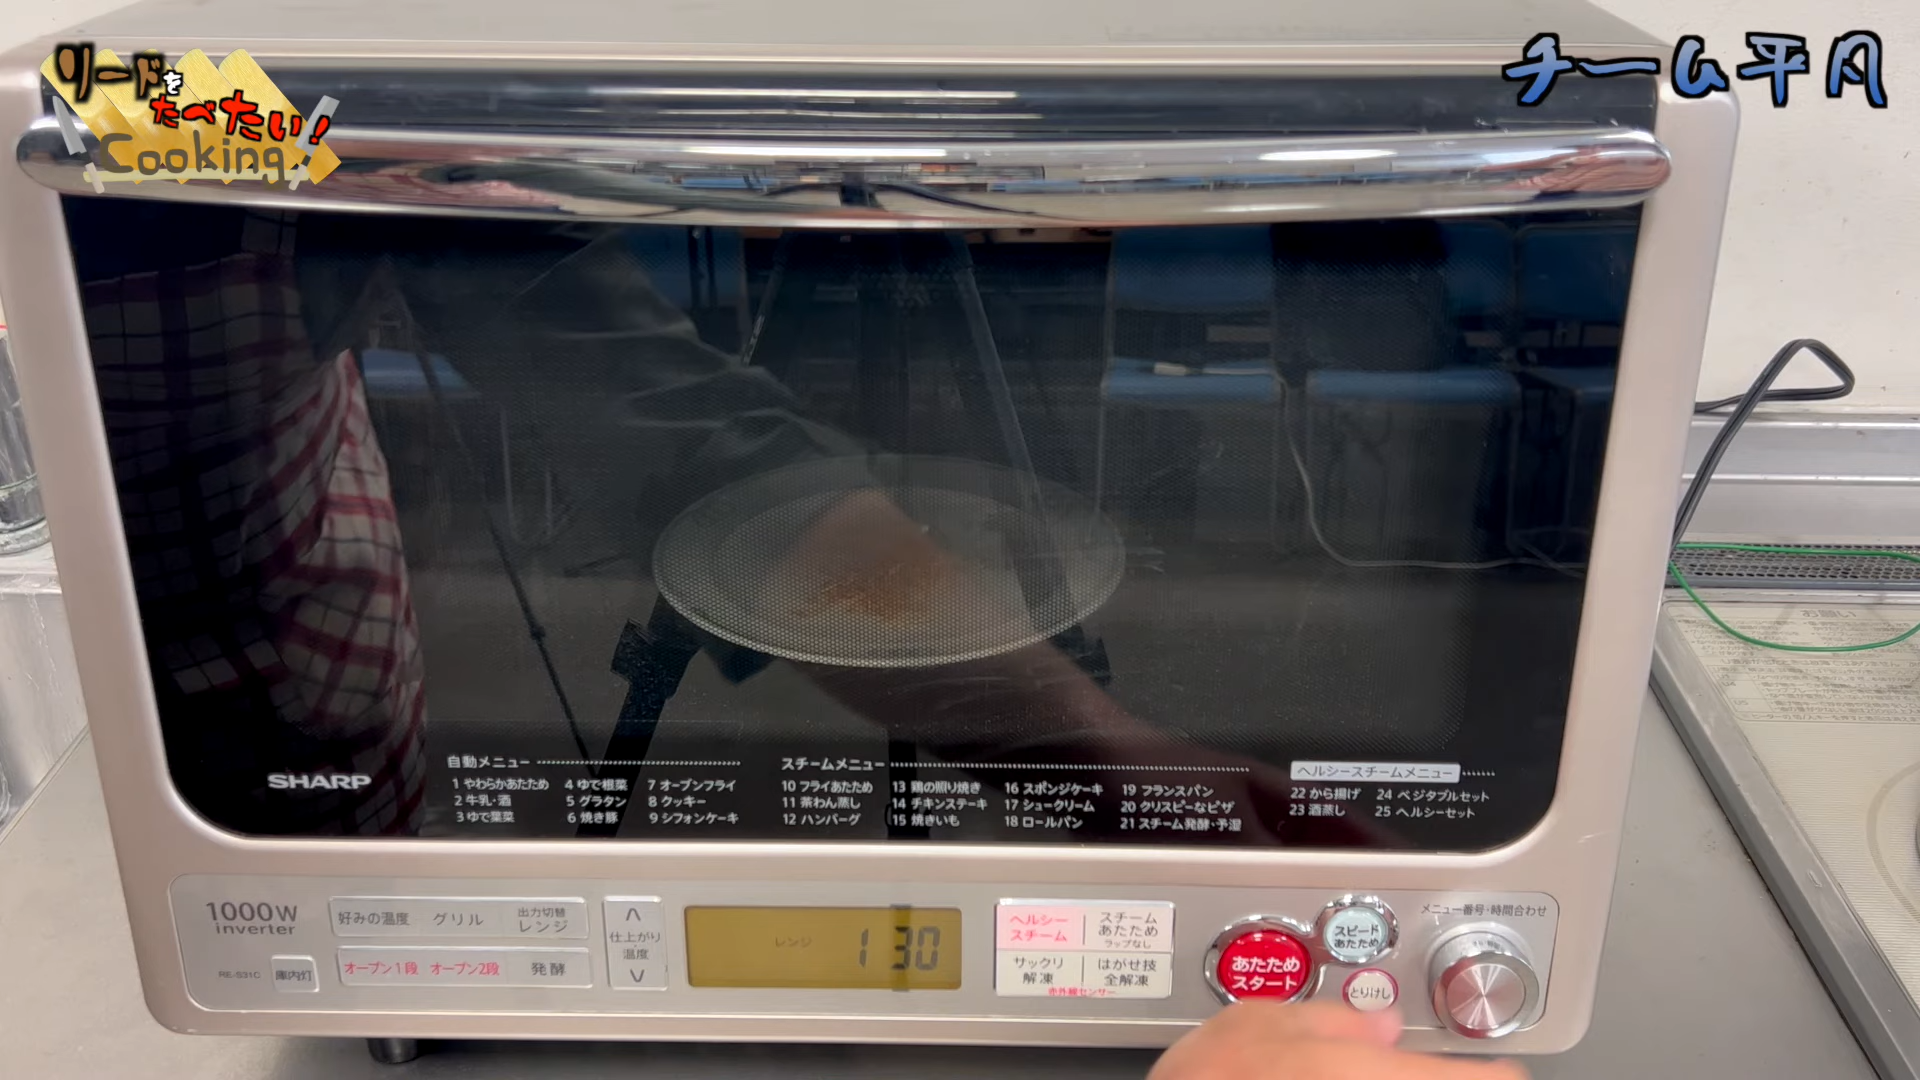 リードを
たべたい!
Cooking
チーム平凡
SHARP
自動メニュー
1 やわらかあたため
2 牛乳・酒
3 ゆで葉菜
4 ゆで根菜
5 グラタン
6 焼き豚
7 オーブンフライ
8 クッキー
9 シフォンケーキ
スチームメニュー
10 フライあたため
11 茶わん蒸し
12 ハンバーグ
13 鶏の照り焼き
14 チキンステーキ
15 焼きいも
16 スポンジケーキ
17 シュークリーム
18 ロールパン
19 フランスパン
20 クリスピーなピザ
21 スチーム発酵・予湿
ヘルシースチームメニュー
22 から揚げ
23 酒蒸し
24 ベジタブルセット
25 ヘルシーセット
1000W
inverter
RE-S31C
庫内灯
好みの温度
グリル
出力切替
レンジ
オーブン1段
オーブン2段
発酵
仕上がり
温度
レンジ
1 30
ヘルシー
スチーム
スチーム
あたため
ラップなし
サックリ
解凍
はがせ技
全解凍
赤外線センサー
あたため
スタート
スピード
あたため
とりけし
メニュー番号・時間合わせ